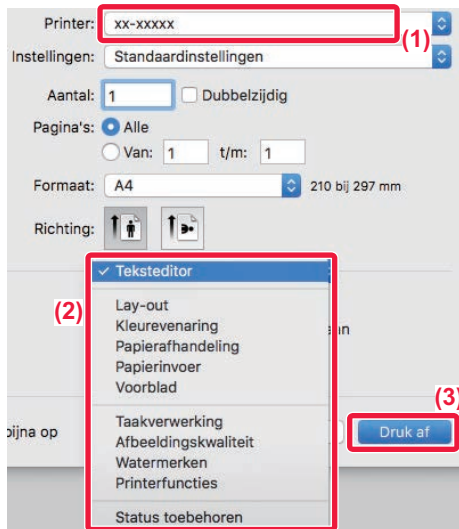 Printer: xx-xxxxx (1)
Instellingen: Standaardinstellingen
Aantal: 1 Dubbelzijdig
Pagina's: Alle
Van: 1 t/m: 1
Formaat: A4 210 bij 297 mm
Richting:
✓ Teksteditor
(2)
Lay-out
Kleurevenaring
Papierafhandeling
Papierinvoer
Voorblad
Taakverwerking
Afbeeldingskwaliteit
Watermerken
Printerfuncties
Status toebehoren
(3)
op
Druk af